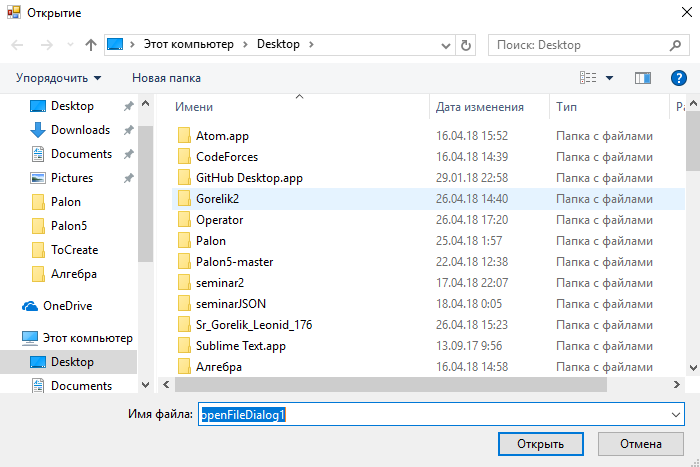 Открытие
Этот компьютер Desktop
Поиск: Desktop
Упорядочить Новая папка
Desktop
Downloads
Documents
Pictures
Palon
Palon5
ToCreate
Алгебра
OneDrive
Этот компьютер
Desktop
Documents
Имени Дата изменения Тип
Atom.app 16.04.18 15:52 Папка с файлами
CodeForces 16.04.18 14:39 Папка с файлами
GitHub Desktop.app 29.01.18 22:58 Папка с файлами
Gorelik2 26.04.18 14:40 Папка с файлами
Operator 26.04.18 17:20 Папка с файлами
Palon 25.04.18 1:57 Папка с файлами
Palon5-master 22.04.18 12:38 Папка с файлами
seminar2 17.04.18 22:07 Папка с файлами
seminarJSON 18.04.18 0:05 Папка с файлами
Sr_Gorelik_Leonid_176 26.04.18 15:23 Папка с файлами
Sublime Text.app 13.09.17 9:56 Папка с файлами
Алгебра 16.04.18 14:58 Папка с файлами
Имя файла: openFileDialog1
Открыть Отмена